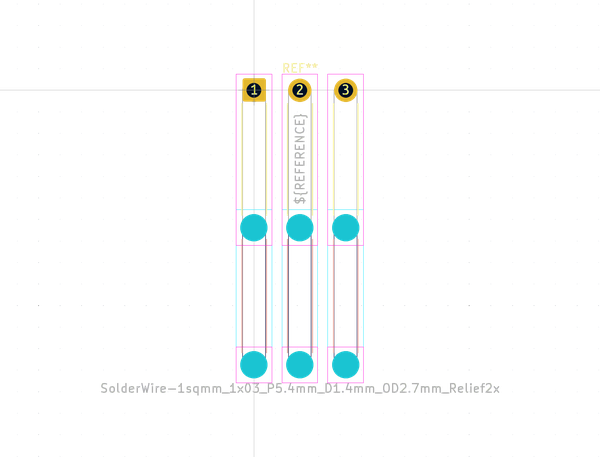 REF**
1 2 3
${REFERENCE}
SolderWire-1sqmm_1x03_P5.4mm_D1.4mm_OD2.7mm_Relief2x